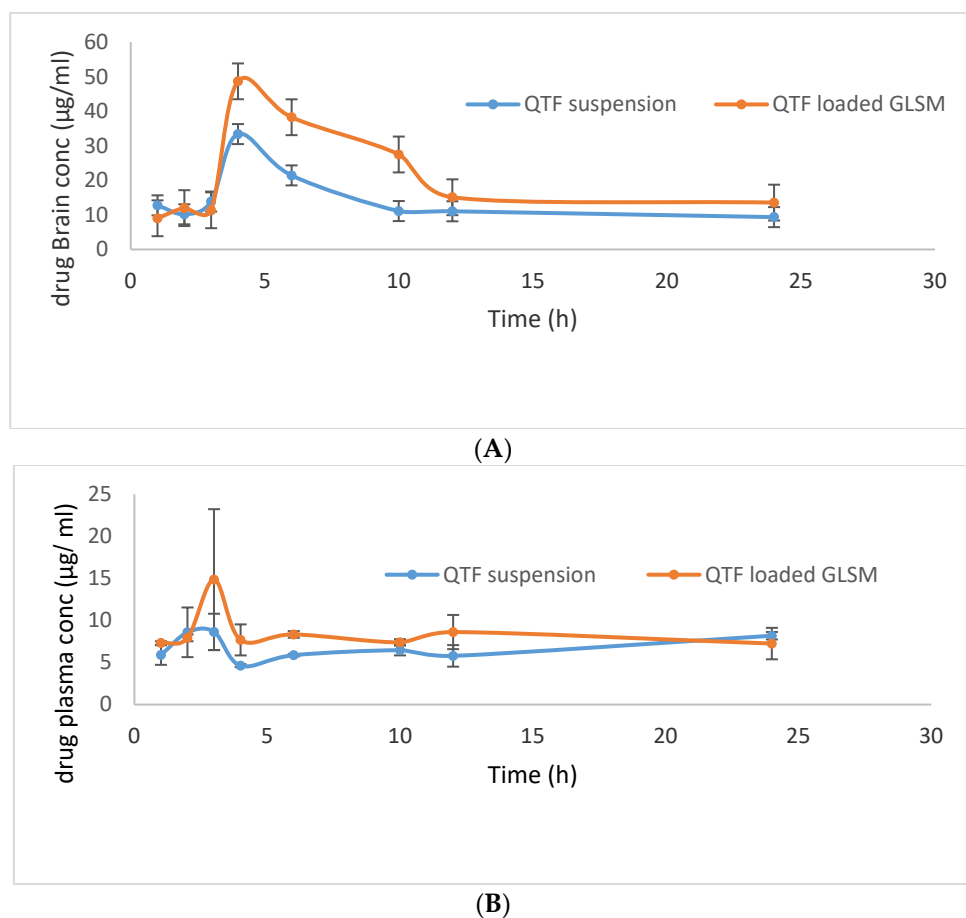 60
50
40
30
20
10
0
drug Brain conc (µg/ml)
QTF suspension QTF loaded GLSM
0 5 10 15 20 25 30
Time (h)
(A)
25
20
15
10
5
0
drug plasma conc (µg/ ml)
QTF suspension QTF loaded GLSM
0 5 10 15 20 25 30
Time (h)
(B)